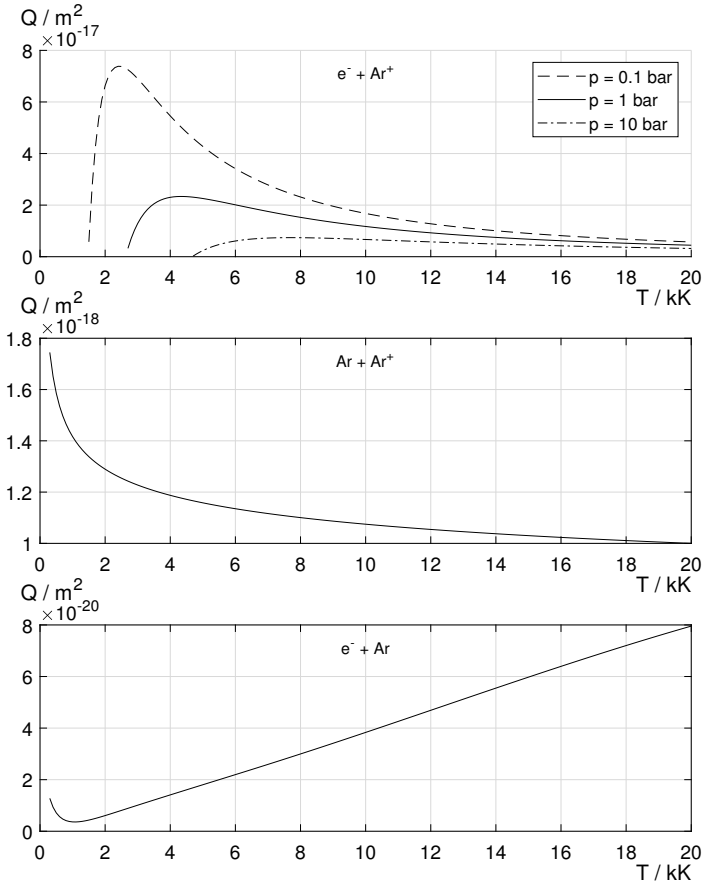 Q / m²
×10⁻¹⁷
8
6
4
2
0
e⁻ + Ar⁺
p = 0.1 bar
p = 1 bar
p = 10 bar
0 2 4 6 8 10 12 14 16 18 20
T / kK
Q / m²
×10⁻¹⁸
1.8
1.6
1.4
1.2
1
Ar + Ar⁺
0 2 4 6 8 10 12 14 16 18 20
T / kK
Q / m²
×10⁻²⁰
8
6
4
2
0
e⁻ + Ar
0 2 4 6 8 10 12 14 16 18 20
T / kK